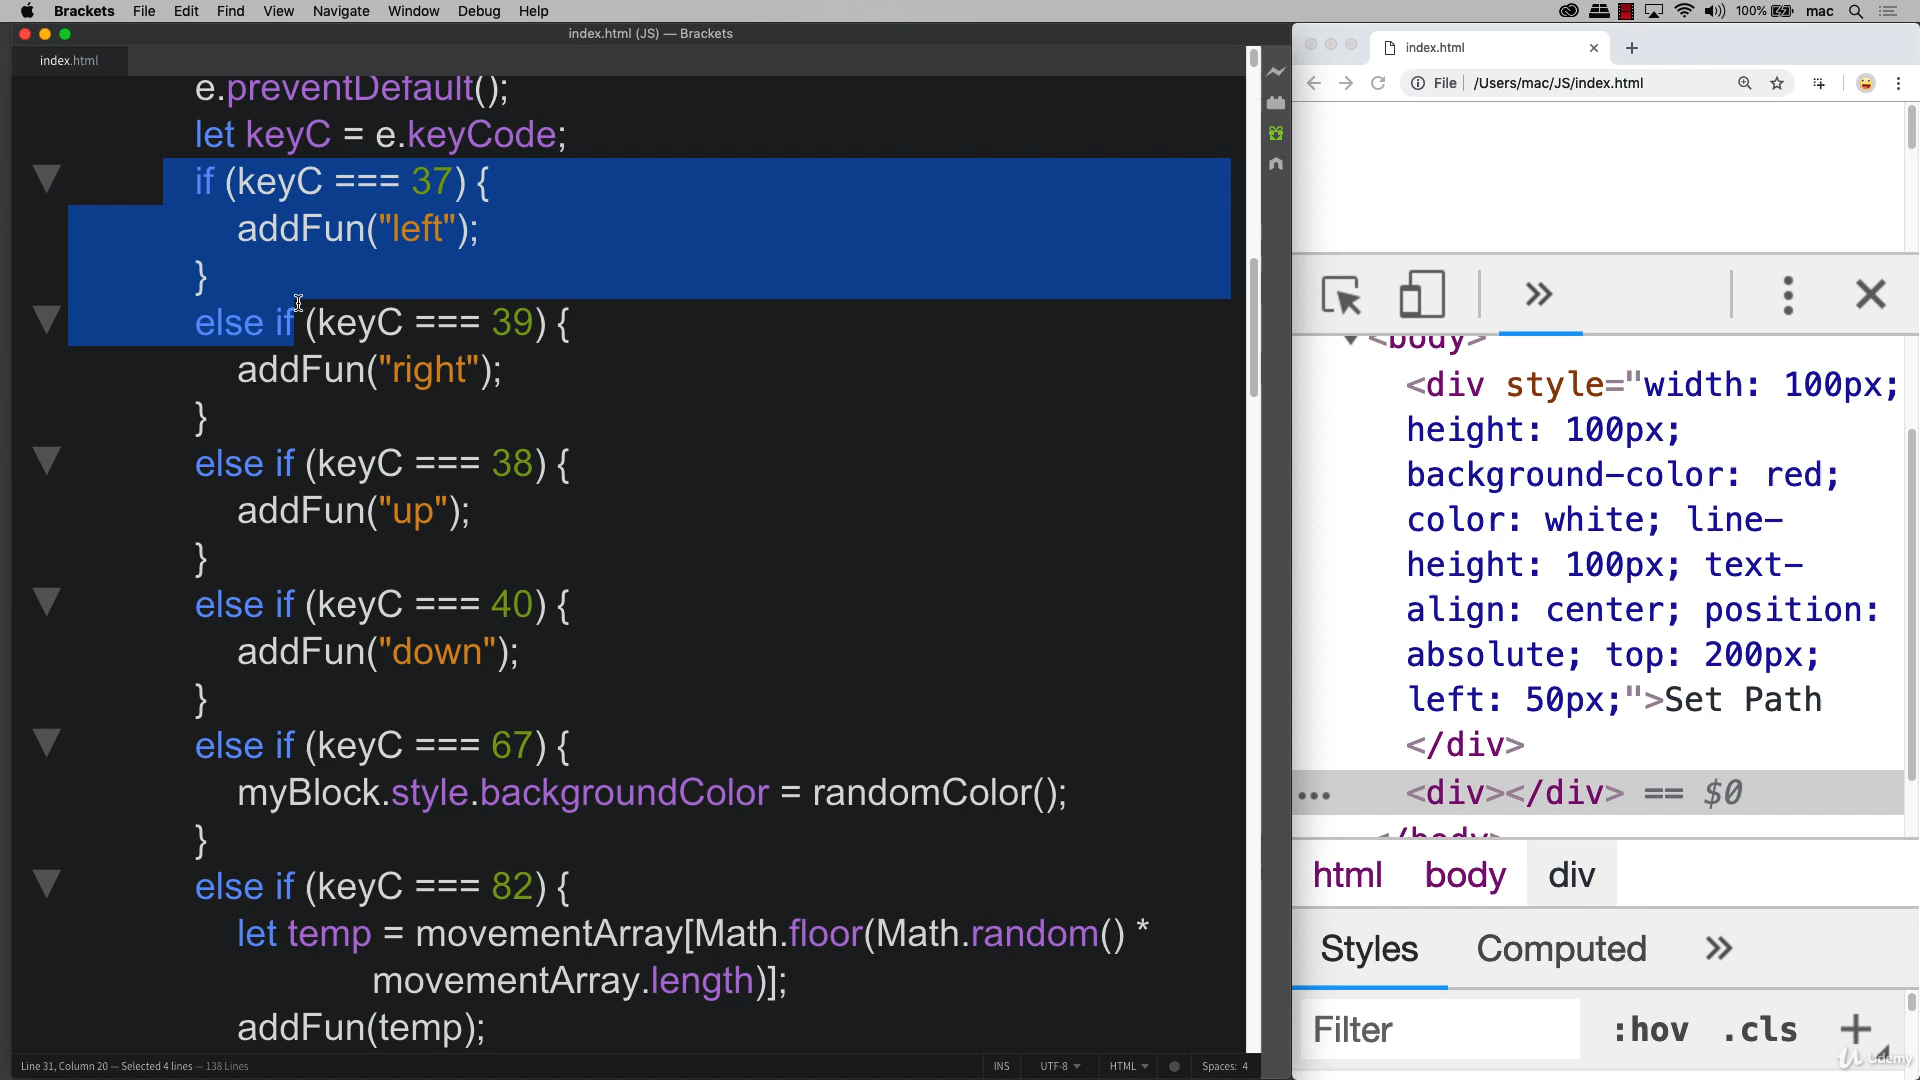 Brackets File Edit Find View Navigate Window Debug Help 100% mac
index.html (JS) — Brackets
index.html
e.preventDefault();
let keyC = e.keyCode;
if (keyC === 37) {
addFun("left");
}
else if (keyC === 39) {
addFun("right");
}
else if (keyC === 38) {
addFun("up");
}
else if (keyC === 40) {
addFun("down");
}
else if (keyC === 67) {
myBlock.style.backgroundColor = randomColor();
}
else if (keyC === 82) {
let temp = movementArray[Math.floor(Math.random() *
movementArray.length)];
addFun(temp);
Line 31, Column 20 — Selected 4 lines — 138 Lines INS UTF-8 HTML Spaces: 4
index.html
File /Users/mac/JS/index.html
<body>
<div style="width: 100px;
height: 100px;
background-color: red;
color: white; line-
height: 100px; text-
align: center; position:
absolute; top: 200px;
left: 50px;">Set Path
</div>
<div></div> == $0
</body>
html body div
Styles Computed
Filter :hov .cls
Udemy